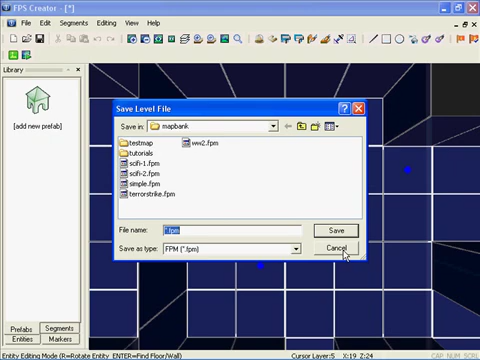 FPS Creator - [*]
File Edit Segments Editing View Help
Library
[add new prefab]
Save Level File
Save in: mapbank
testmap
tutorials
scifi-1.fpm
scifi-2.fpm
simple.fpm
terrorstrike.fpm
ww2.fpm
File name: *.fpm Save
Save as type: FPM (*.fpm) Cancel
Prefabs Segments
Entities Markers
Entity Editing Mode (R=Rotate Entity ENTER=Find Floor/Wall) Cursor Layer:5 X:19 Z:24 CAP NUM SCRL